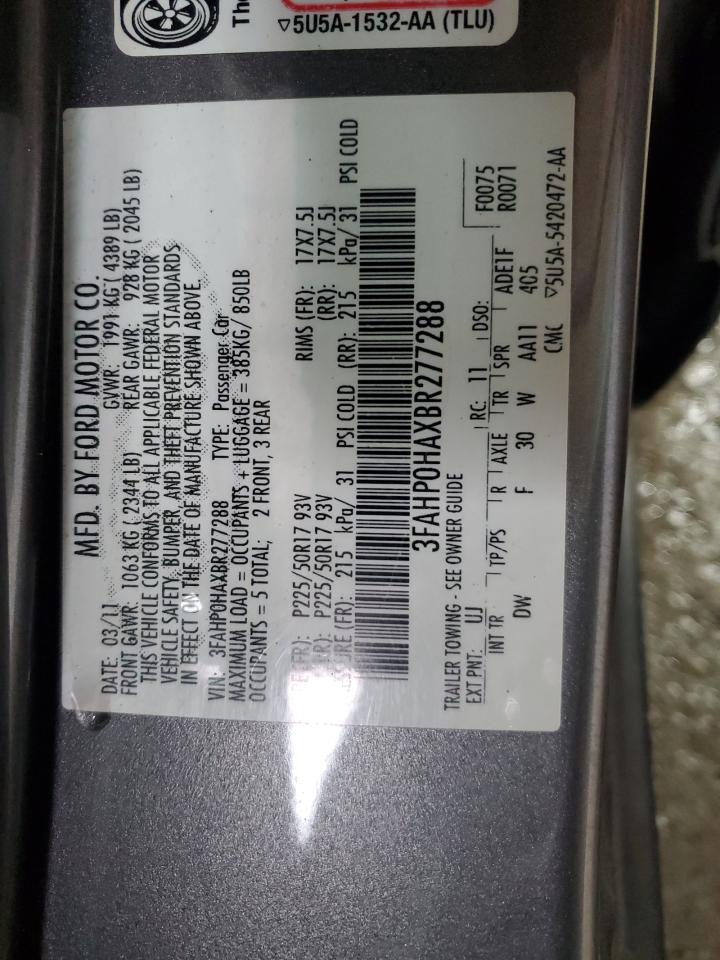 The
▽5U5A-1532-AA (TLU)
MFD. BY FORD MOTOR CO.
DATE: 03/11 GVWR: 1991 KG ( 4389 LB)
FRONT GAWR: 1063 KG ( 2344 LB) REAR GAWR: 928 KG ( 2045 LB)
THIS VEHICLE CONFORMS TO ALL APPLICABLE FEDERAL MOTOR
VEHICLE SAFETY, BUMPER, AND THEFT PREVENTION STANDARDS
IN EFFECT ON THE DATE OF MANUFACTURE SHOWN ABOVE.
VIN: 3FAHP0HAXBR277288 TYPE: Passenger Car
MAXIMUM LOAD = OCCUPANTS + LUGGAGE = 385KG/ 850LB
OCCUPANTS = 5 TOTAL; 2 FRONT, 3 REAR
(FR): P225/50R17 93V RIMS (FR): 17X7.5J
P225/50R17 93V (RR): 17X7.5J
(FR): 215 kPa/ 31 PSI COLD (RR): 215 kPa/ 31 PSI COLD
3FAHP0HAXBR277288
TRAILER TOWING - SEE OWNER GUIDE
EXT PNT: UJ RC: 11 DSO: F0075
R0071
INT TR TP/PS R AXLE TR SPR ADE1F
DW F 30 W AA11 405
CMC ▽5U5A-5420472-AA